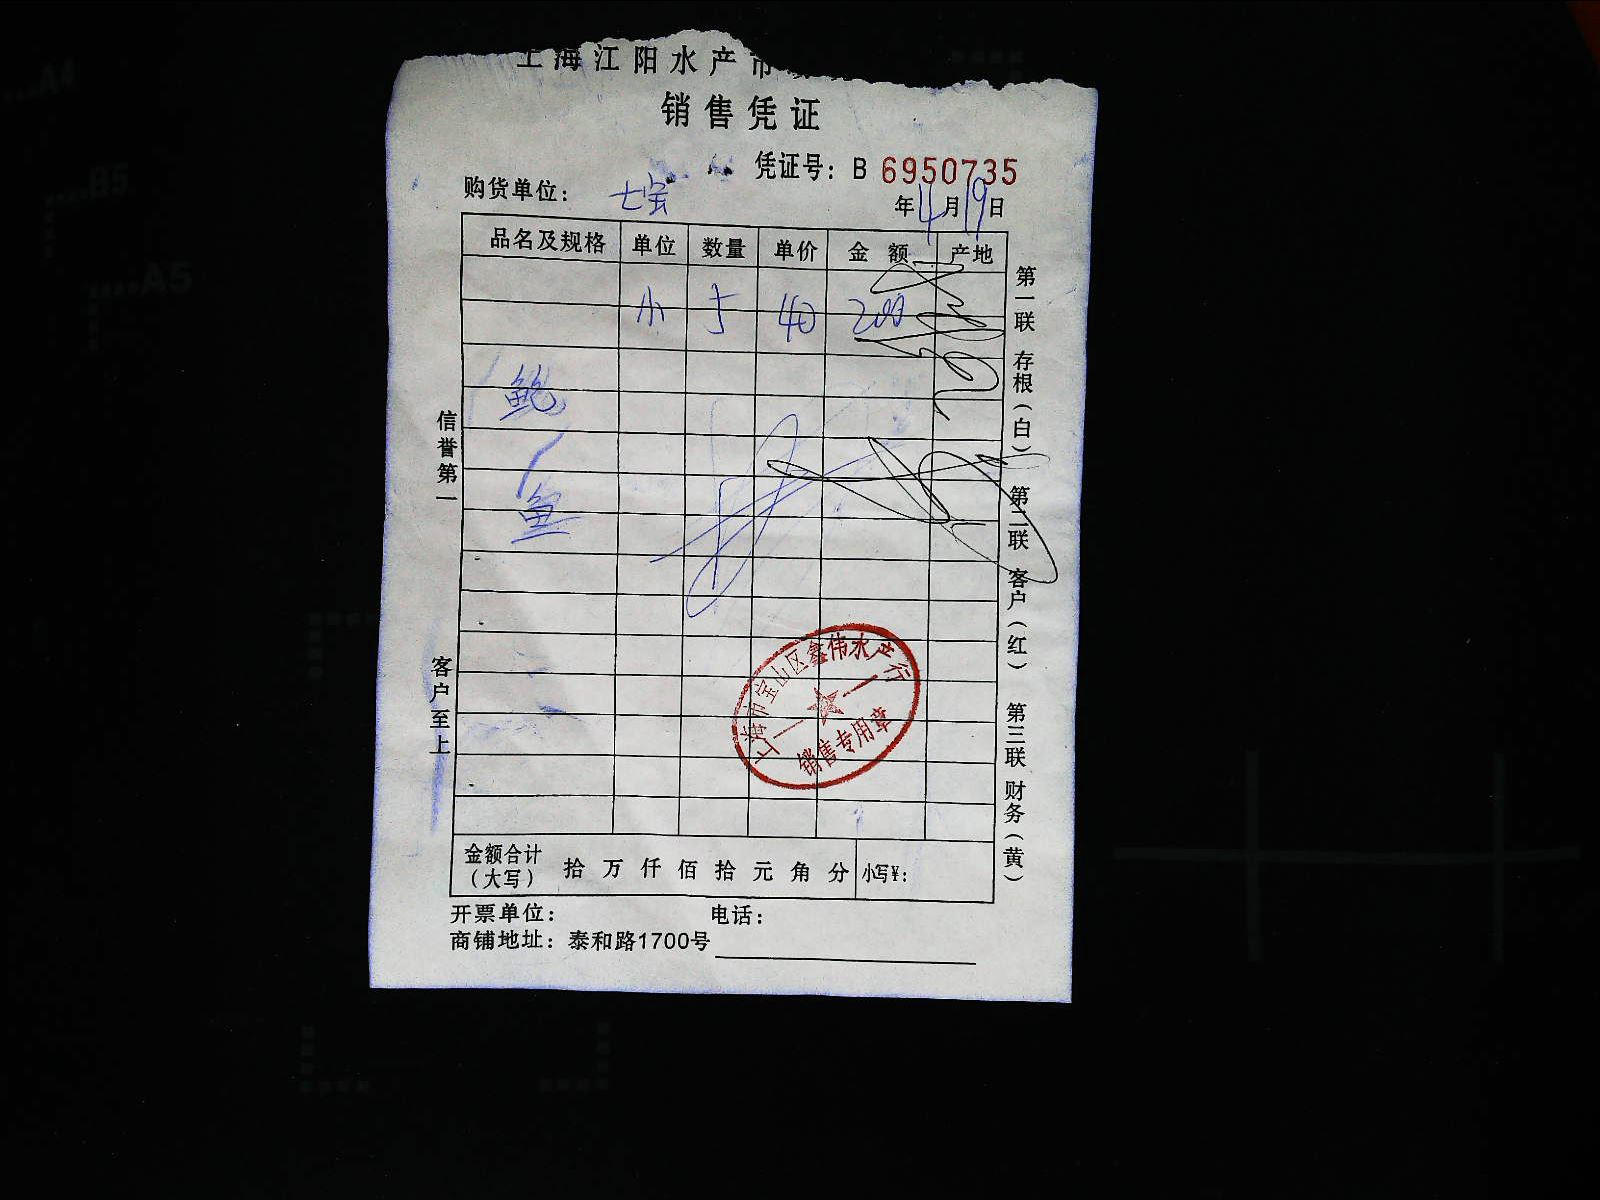 上海江阳水产市
销售凭证
凭证号：B 6950735
购货单位：七宝
年4月19日
品名及规格 单位 数量 单价 金额 产地
小 5 40 200
鲍
鱼
信誉第一
客户至上
第一联 存根（白） 第二联 客户（红） 第三联 财务（黄）
上海市宝山区鑫伟水产行
销售专用章
金额合计（大写） 拾 万 仟 佰 拾 元 角 分 小写¥：
开票单位： 电话：
商铺地址：泰和路1700号